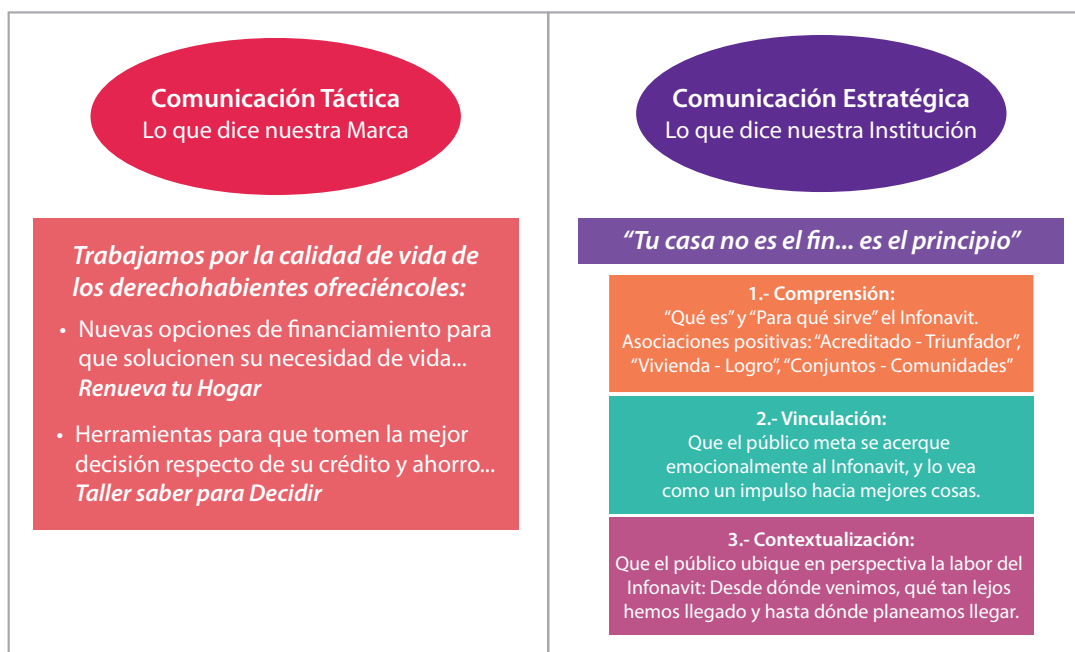 Comunicación Táctica
Lo que dice nuestra Marca
Trabajamos por la calidad de vida de
los derechohabientes ofreciéncoles:
• Nuevas opciones de financiamiento para
que solucionen su necesidad de vida...
Renueva tu Hogar
• Herramientas para que tomen la mejor
decisión respecto de su crédito y ahorro...
Taller saber para Decidir
Comunicación Estratégica
Lo que dice nuestra Institución
“Tu casa no es el fin... es el principio”
1.- Comprensión:
“Qué es” y “Para qué sirve” el Infonavit.
Asociaciones positivas: “Acreditado - Triunfador”,
“Vivienda - Logro”, “Conjuntos - Comunidades”
2.- Vinculación:
Que el público meta se acerque
emocionalmente al Infonavit, y lo vea
como un impulso hacia mejores cosas.
3.- Contextualización:
Que el público ubique en perspectiva la labor del
Infonavit: Desde dónde venimos, qué tan lejos
hemos llegado y hasta dónde planeamos llegar.